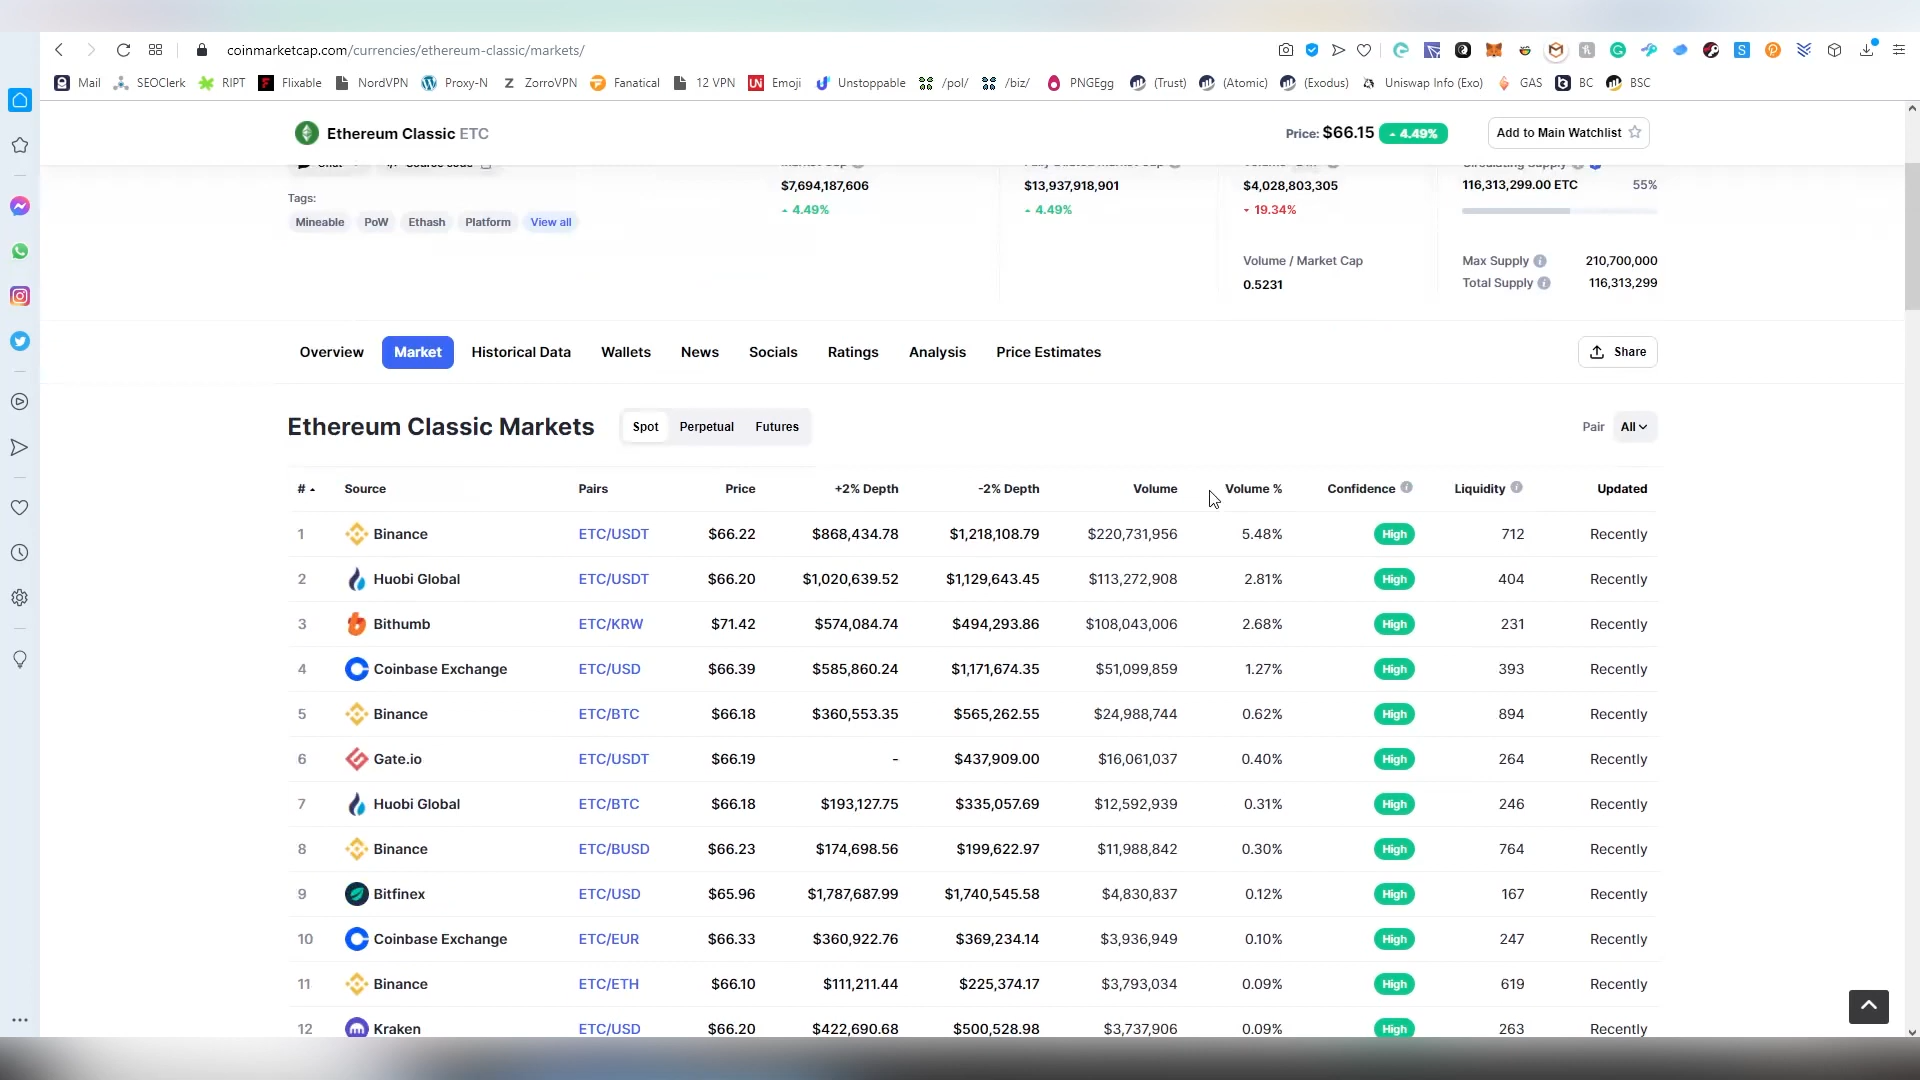 coinmarketcap.com/currencies/ethereum-classic/markets/
Mail SEOClerk RIPT Flixable NordVPN Proxy-N ZorroVPN Fanatical 12 VPN Emoji Unstoppable /pol/ /biz/ PNGEgg (Trust) (Atomic) (Exodus) Uniswap Info (Exo) GAS BC BSC
Ethereum Classic ETC Price: $66.15 4.49% Add to Main Watchlist
$7,694,187,606 $13,937,918,901 $4,028,803,305 116,313,299.00 ETC 55%
Tags: 4.49% 4.49% 19.34%
Mineable PoW Ethash Platform View all
Volume / Market Cap Max Supply 210,700,000
0.5231 Total Supply 116,313,299
Overview Market Historical Data Wallets News Socials Ratings Analysis Price Estimates Share
Ethereum Classic Markets Spot Perpetual Futures Pair All
# Source Pairs Price +2% Depth -2% Depth Volume Volume % Confidence Liquidity Updated
1 Binance ETC/USDT $66.22 $868,434.78 $1,218,108.79 $220,731,956 5.48% High 712 Recently
2 Huobi Global ETC/USDT $66.20 $1,020,639.52 $1,129,643.45 $113,272,908 2.81% High 404 Recently
3 Bithumb ETC/KRW $71.42 $574,084.74 $494,293.86 $108,043,006 2.68% High 231 Recently
4 Coinbase Exchange ETC/USD $66.39 $585,860.24 $1,171,674.35 $51,099,859 1.27% High 393 Recently
5 Binance ETC/BTC $66.18 $360,553.35 $565,262.55 $24,988,744 0.62% High 894 Recently
6 Gate.io ETC/USDT $66.19 - $437,909.00 $16,061,037 0.40% High 264 Recently
7 Huobi Global ETC/BTC $66.18 $193,127.75 $335,057.69 $12,592,939 0.31% High 246 Recently
8 Binance ETC/BUSD $66.23 $174,698.56 $199,622.97 $11,988,842 0.30% High 764 Recently
9 Bitfinex ETC/USD $65.96 $1,787,687.99 $1,740,545.58 $4,830,837 0.12% High 167 Recently
10 Coinbase Exchange ETC/EUR $66.33 $360,922.76 $369,234.14 $3,936,949 0.10% High 247 Recently
11 Binance ETC/ETH $66.10 $111,211.44 $225,374.17 $3,793,034 0.09% High 619 Recently
12 Kraken ETC/USD $66.20 $422,690.68 $500,528.98 $3,737,906 0.09% High 263 Recently